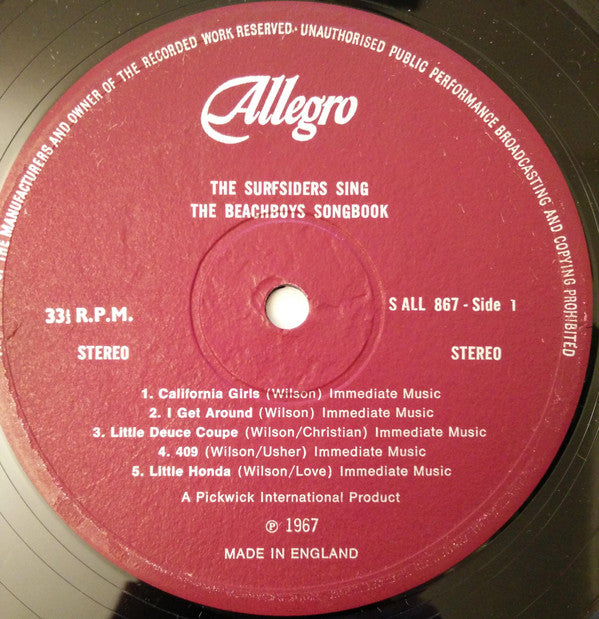 THE MANUFACTURERS AND OWNER OF THE RECORDED WORK RESERVED · UNAUTHORISED PUBLIC PERFORMANCE BROADCASTING AND COPYING PROHIBITED
Allegro
THE SURFSIDERS SING
THE BEACHBOYS SONGBOOK
33⅓ R.P.M.
S ALL 867 - Side 1
STEREO
STEREO
1. California Girls (Wilson) Immediate Music
2. I Get Around (Wilson) Immediate Music
3. Little Deuce Coupe (Wilson/Christian) Immediate Music
4. 409 (Wilson/Usher) Immediate Music
5. Little Honda (Wilson/Love) Immediate Music
A Pickwick International Product
℗ 1967
MADE IN ENGLAND